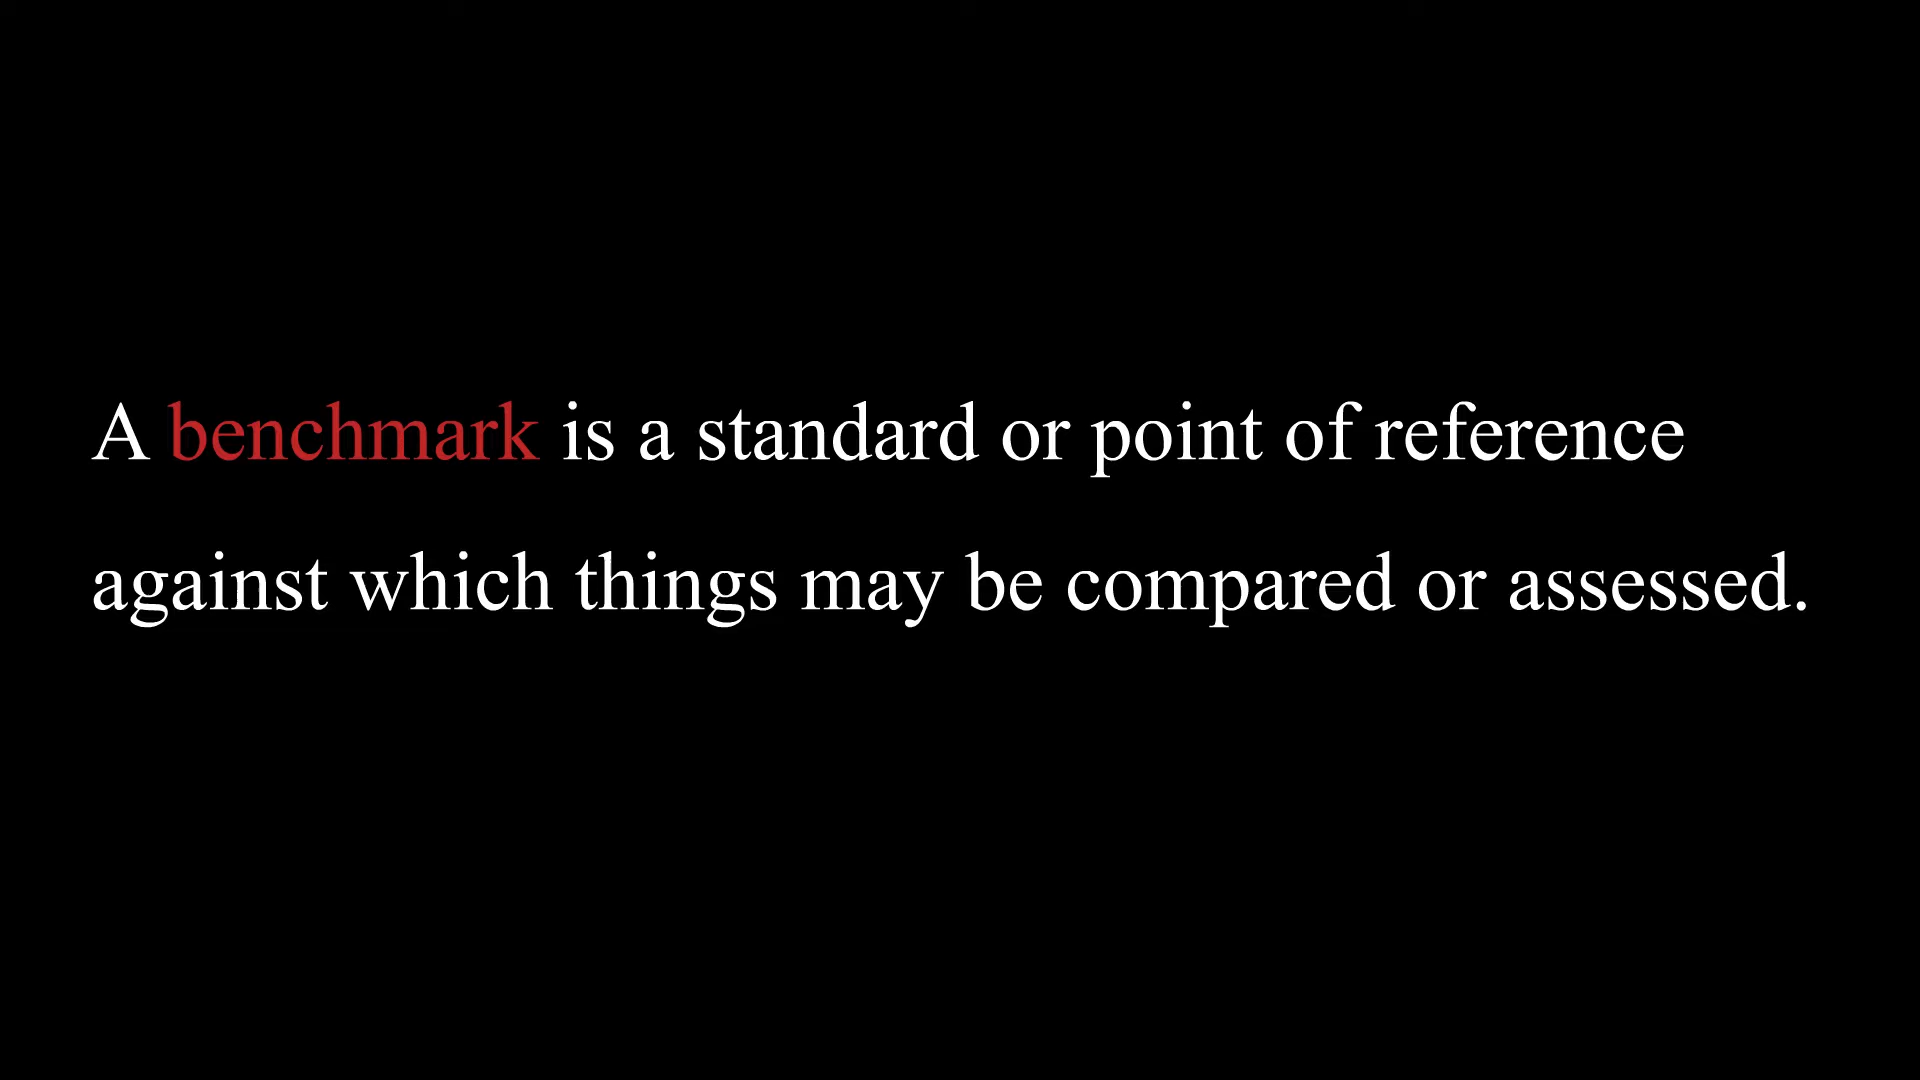 A benchmark is a standard or point of reference
against which things may be compared or assessed.